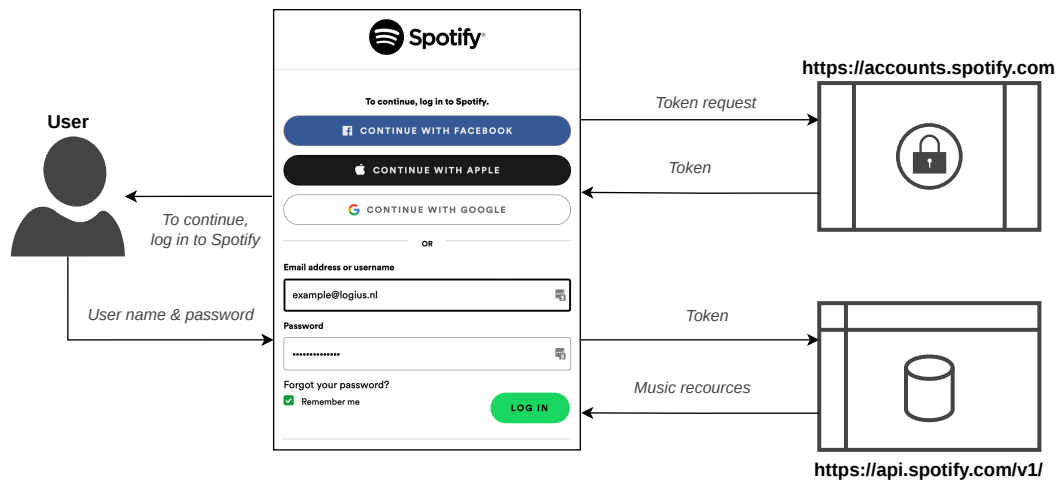 Spotify
https://accounts.spotify.com
To continue, log in to Spotify.
Token request
User
CONTINUE WITH FACEBOOK
CONTINUE WITH APPLE
Token
To continue,
log in to Spotify
CONTINUE WITH GOOGLE
OR
Email address or username
example@logius.nl
User name & password
Password
••••••••••••••
Token
Forgot your password?
Remember me
LOG IN
Music recources
https://api.spotify.com/v1/